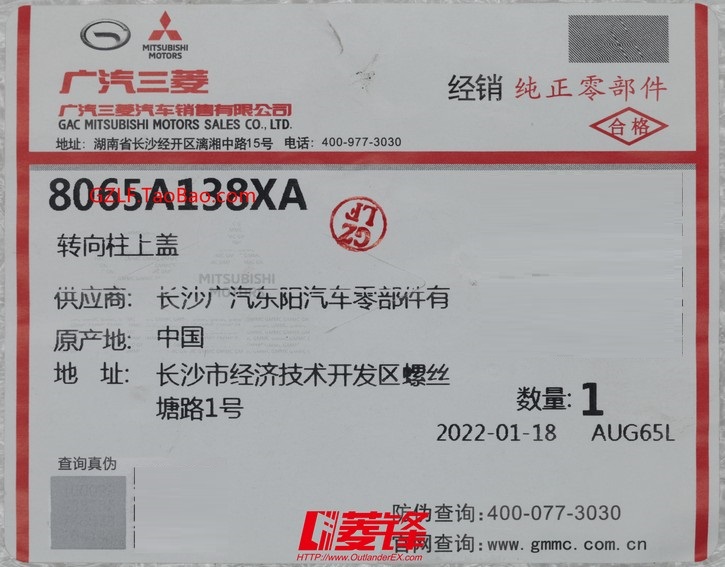 MITSUBISHI
MOTORS
广汽三菱
广汽三菱汽车销售有限公司
GAC MITSUBISHI MOTORS SALES CO., LTD.
地址: 湖南省长沙经开区漓湘中路15号 电话: 400-977-3030
经销 纯正零部件
合格
8065A138XA
GZLF.TaoBao.com
GZ
LF
转向柱上盖
MITSUBISHI
MOTORS
供应商: 长沙广汽东阳汽车零部件有
原产地: 中国
地 址: 长沙市经济技术开发区螺丝
塘路1号
数量: 1
2022-01-18 AUG65L
查询真伪
防伪查询: 400-077-3030
官网查询: www.gmmc.com.cn
菱锋
HTTP://www.OutlanderEX.com